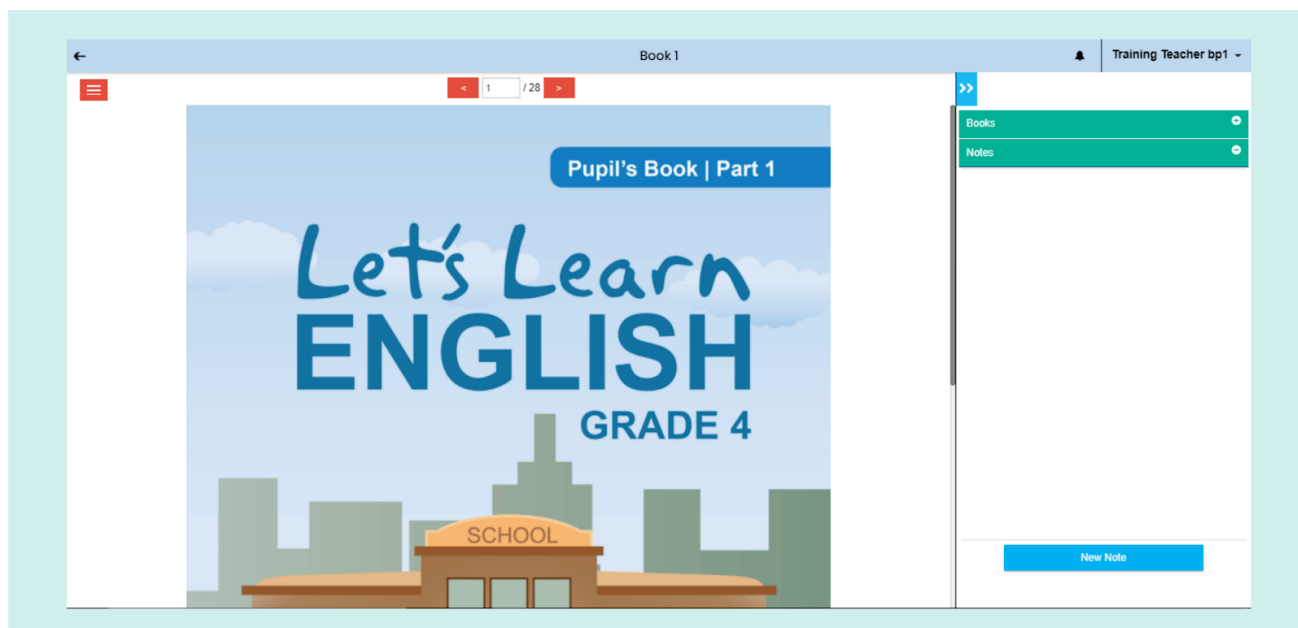 Book 1
Training Teacher bp1
< 1 / 28 >
>>
Books
Notes
Pupil's Book | Part 1
Let's Learn
ENGLISH
GRADE 4
SCHOOL
New Note